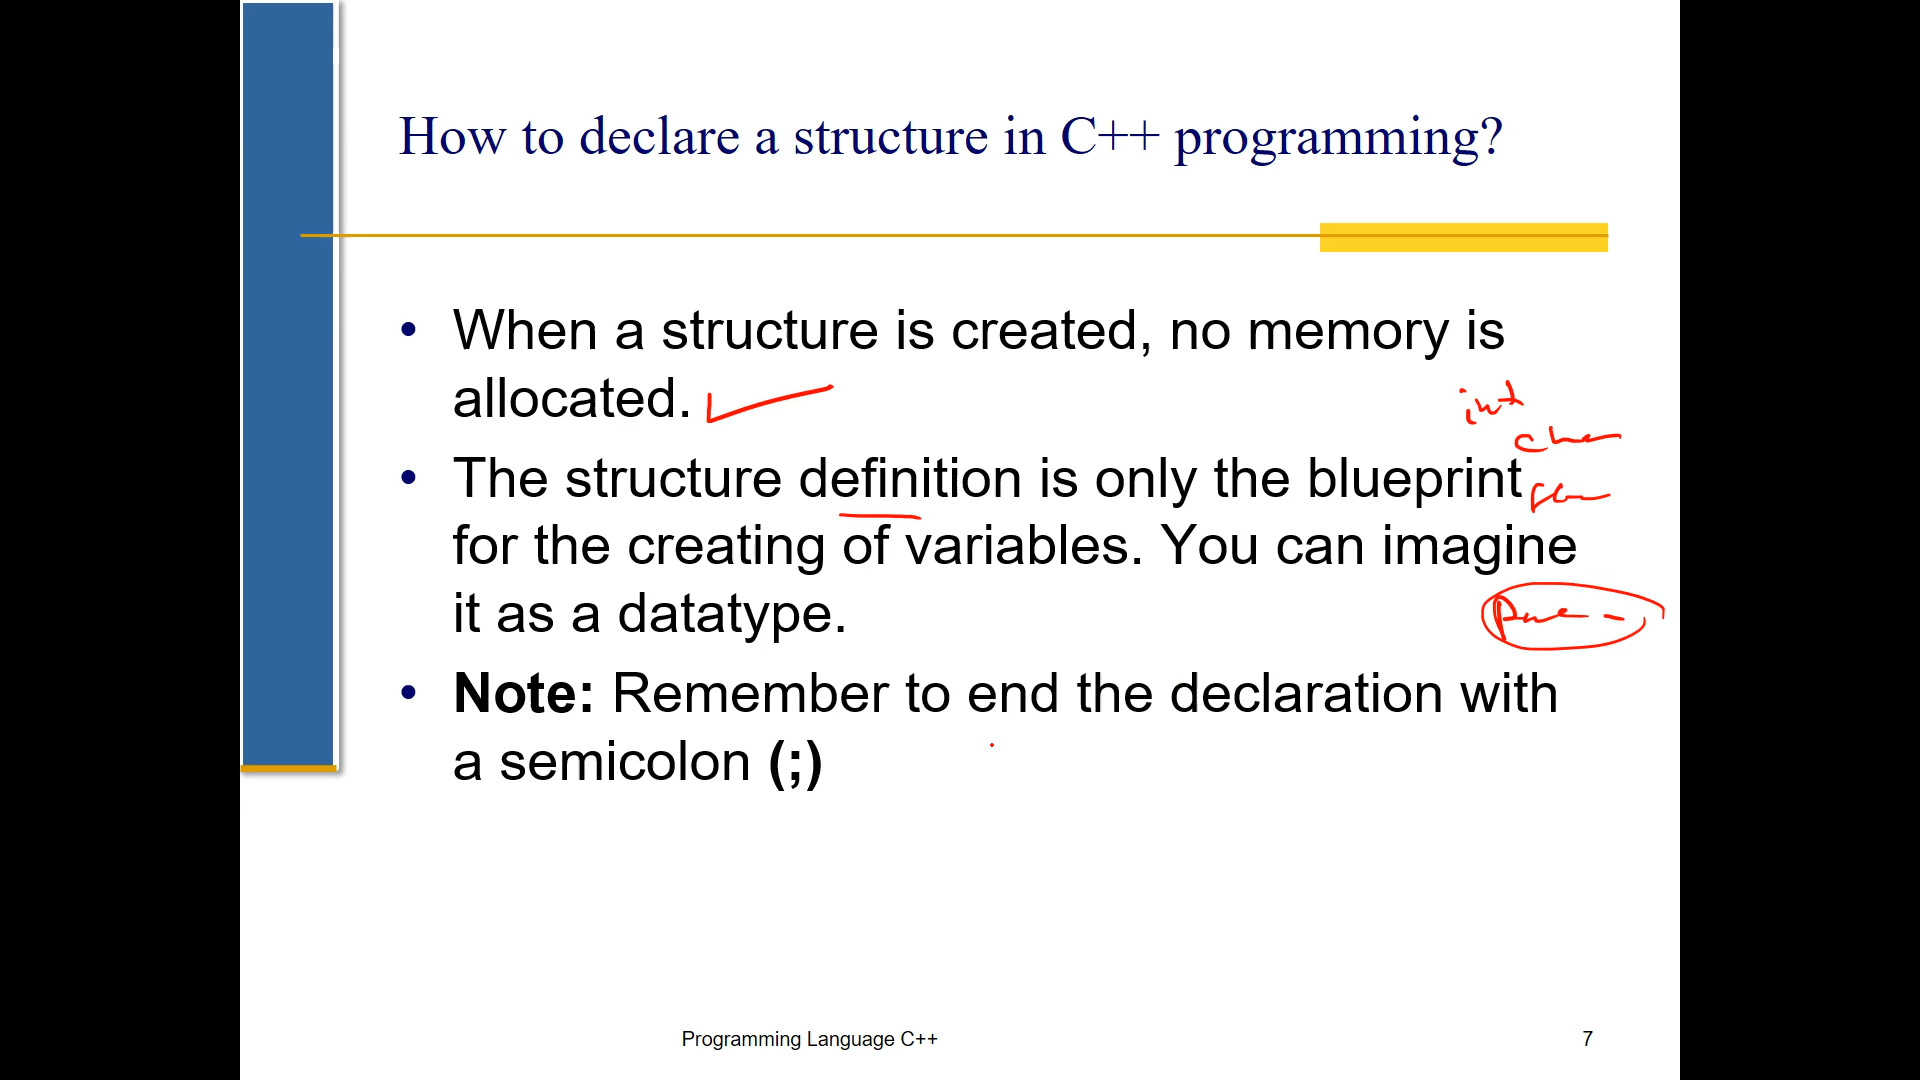 How to declare a structure in C++ programming?
• When a structure is created, no memory is
allocated.
int
• The structure definition is only the blueprint
for the creating of variables. You can imagine
it as a datatype.
• Note: Remember to end the declaration with
a semicolon (;)
Programming Language C++ 7